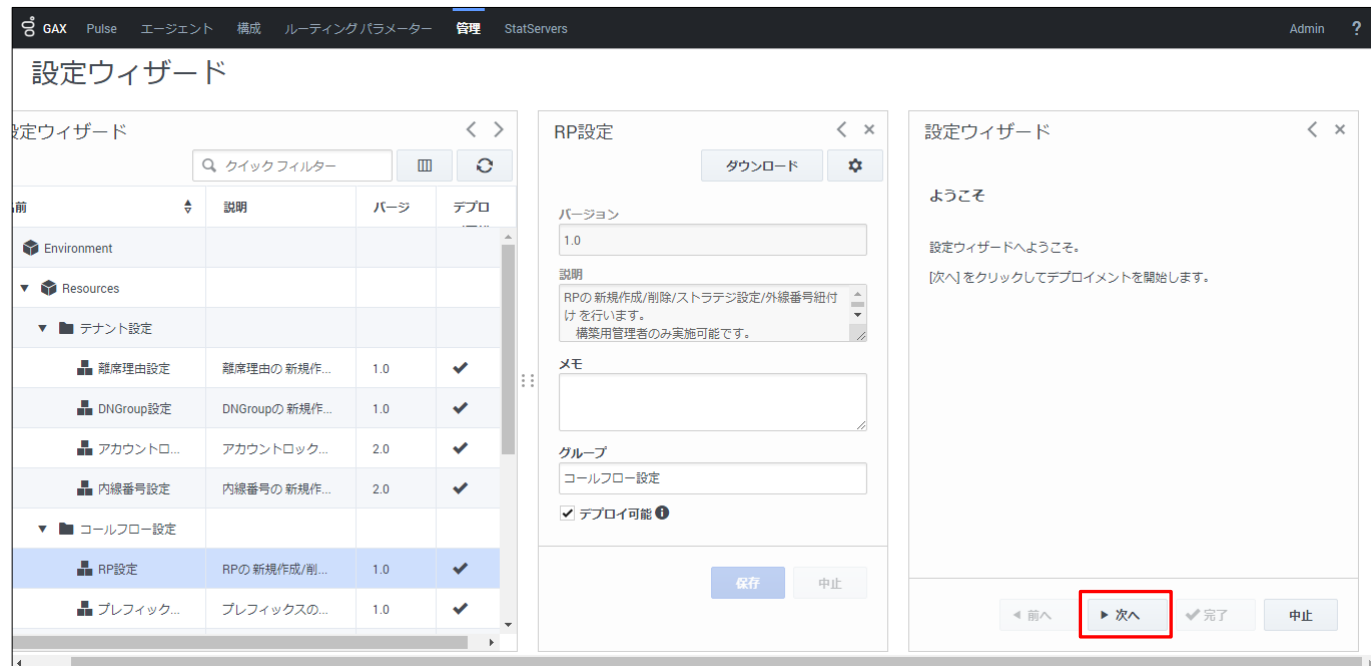 GAX Pulse エージェント 構成 ルーティング パラメーター 管理 StatServers Admin ?
設定ウィザード
設定ウィザード
クイック フィルター
前 説明 バージ デプロ
Environment
Resources
テナント設定
離席理由設定 離席理由の 新規作... 1.0
DNGroup設定 DNGroupの 新規作... 1.0
アカウントロ... アカウントロック... 2.0
内線番号設定 内線番号の 新規作... 2.0
コールフロー設定
RP設定 RPの 新規作成/削... 1.0
プレフィック... プレフィックスの... 1.0
RP設定
ダウンロード
バージョン
1.0
説明
RPの 新規作成/削除/ストラテジ設定/外線番号紐付
け を行います。
構築用管理者のみ実施可能です。
メモ
グループ
コールフロー設定
デプロイ可能
保存 中止
設定ウィザード
ようこそ
設定ウィザードへようこそ。
[次へ] をクリックしてデプロイメントを開始します。
前へ 次へ 完了 中止